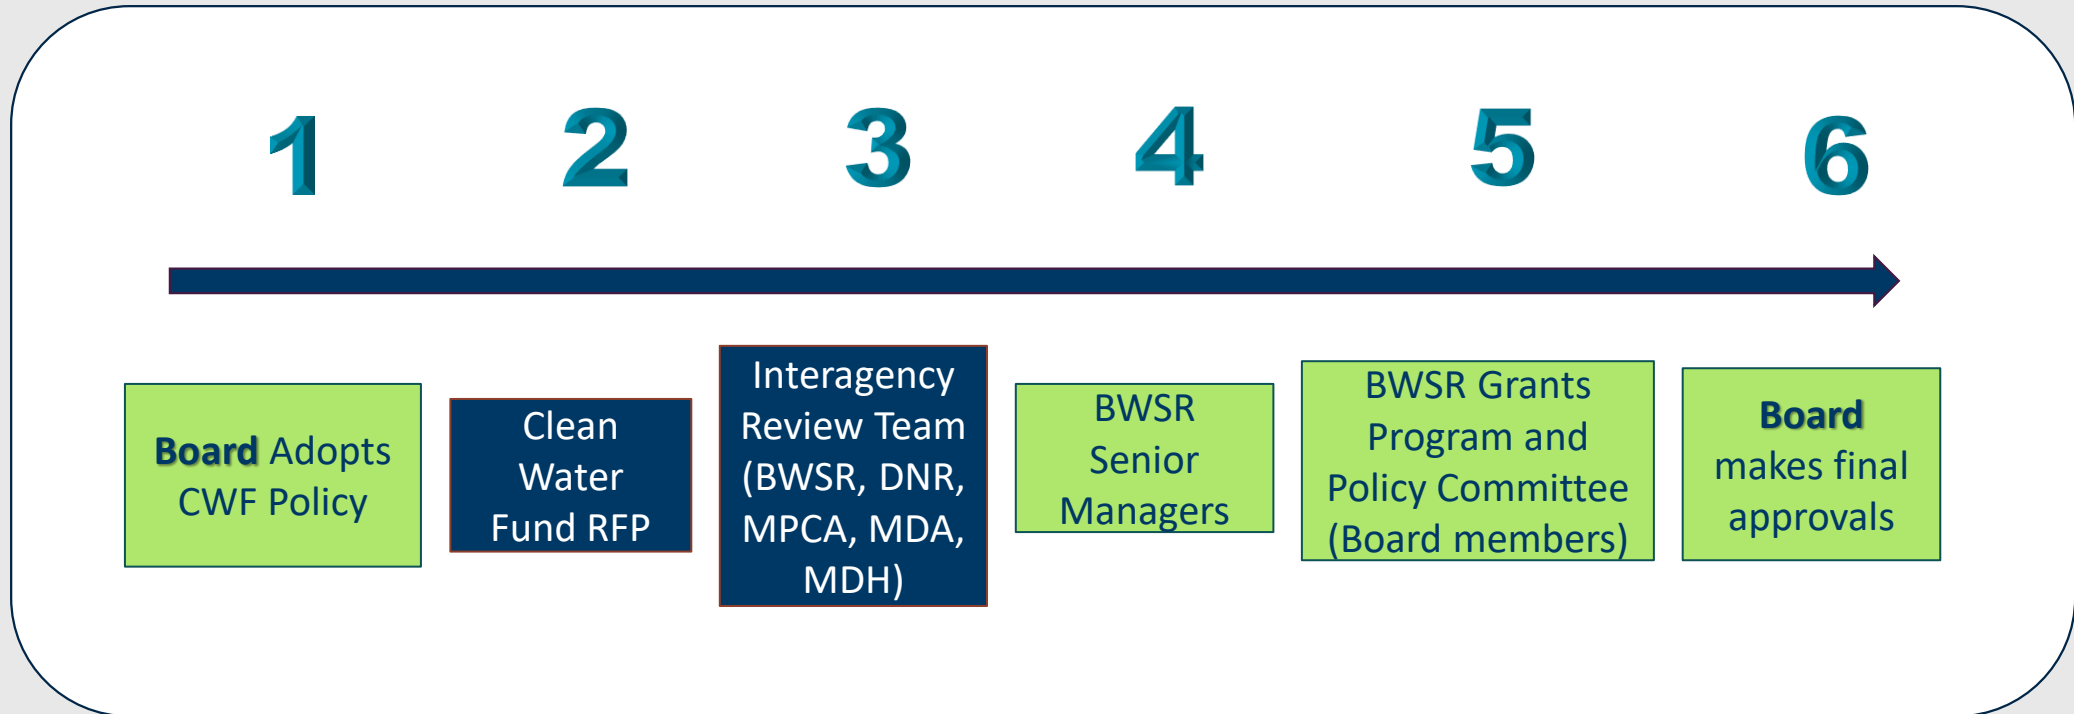 1
2
3
4
5
6
Board Adopts
CWF Policy
Clean
Water
Fund RFP
Interagency
Review Team
(BWSR, DNR,
MPCA, MDA,
MDH)
BWSR
Senior
Managers
BWSR Grants
Program and
Policy Committee
(Board members)
Board
makes final
approvals